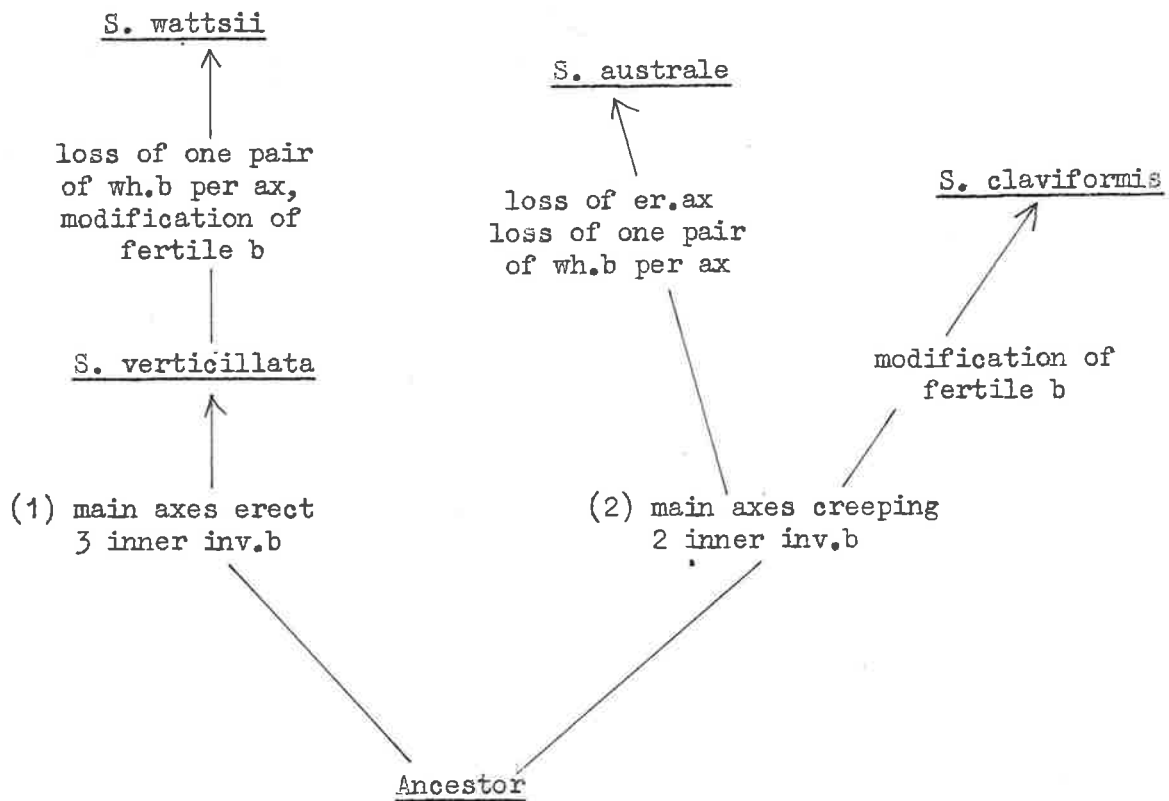 S. wattsii
loss of one pair
of wh.b per ax,
modification of
fertile b
S. verticillata
(1) main axes erect
3 inner inv.b
S. australe
loss of er.ax
loss of one pair
of wh.b per ax
S. claviformis
modification of
fertile b
(2) main axes creeping
2 inner inv.b
Ancestor